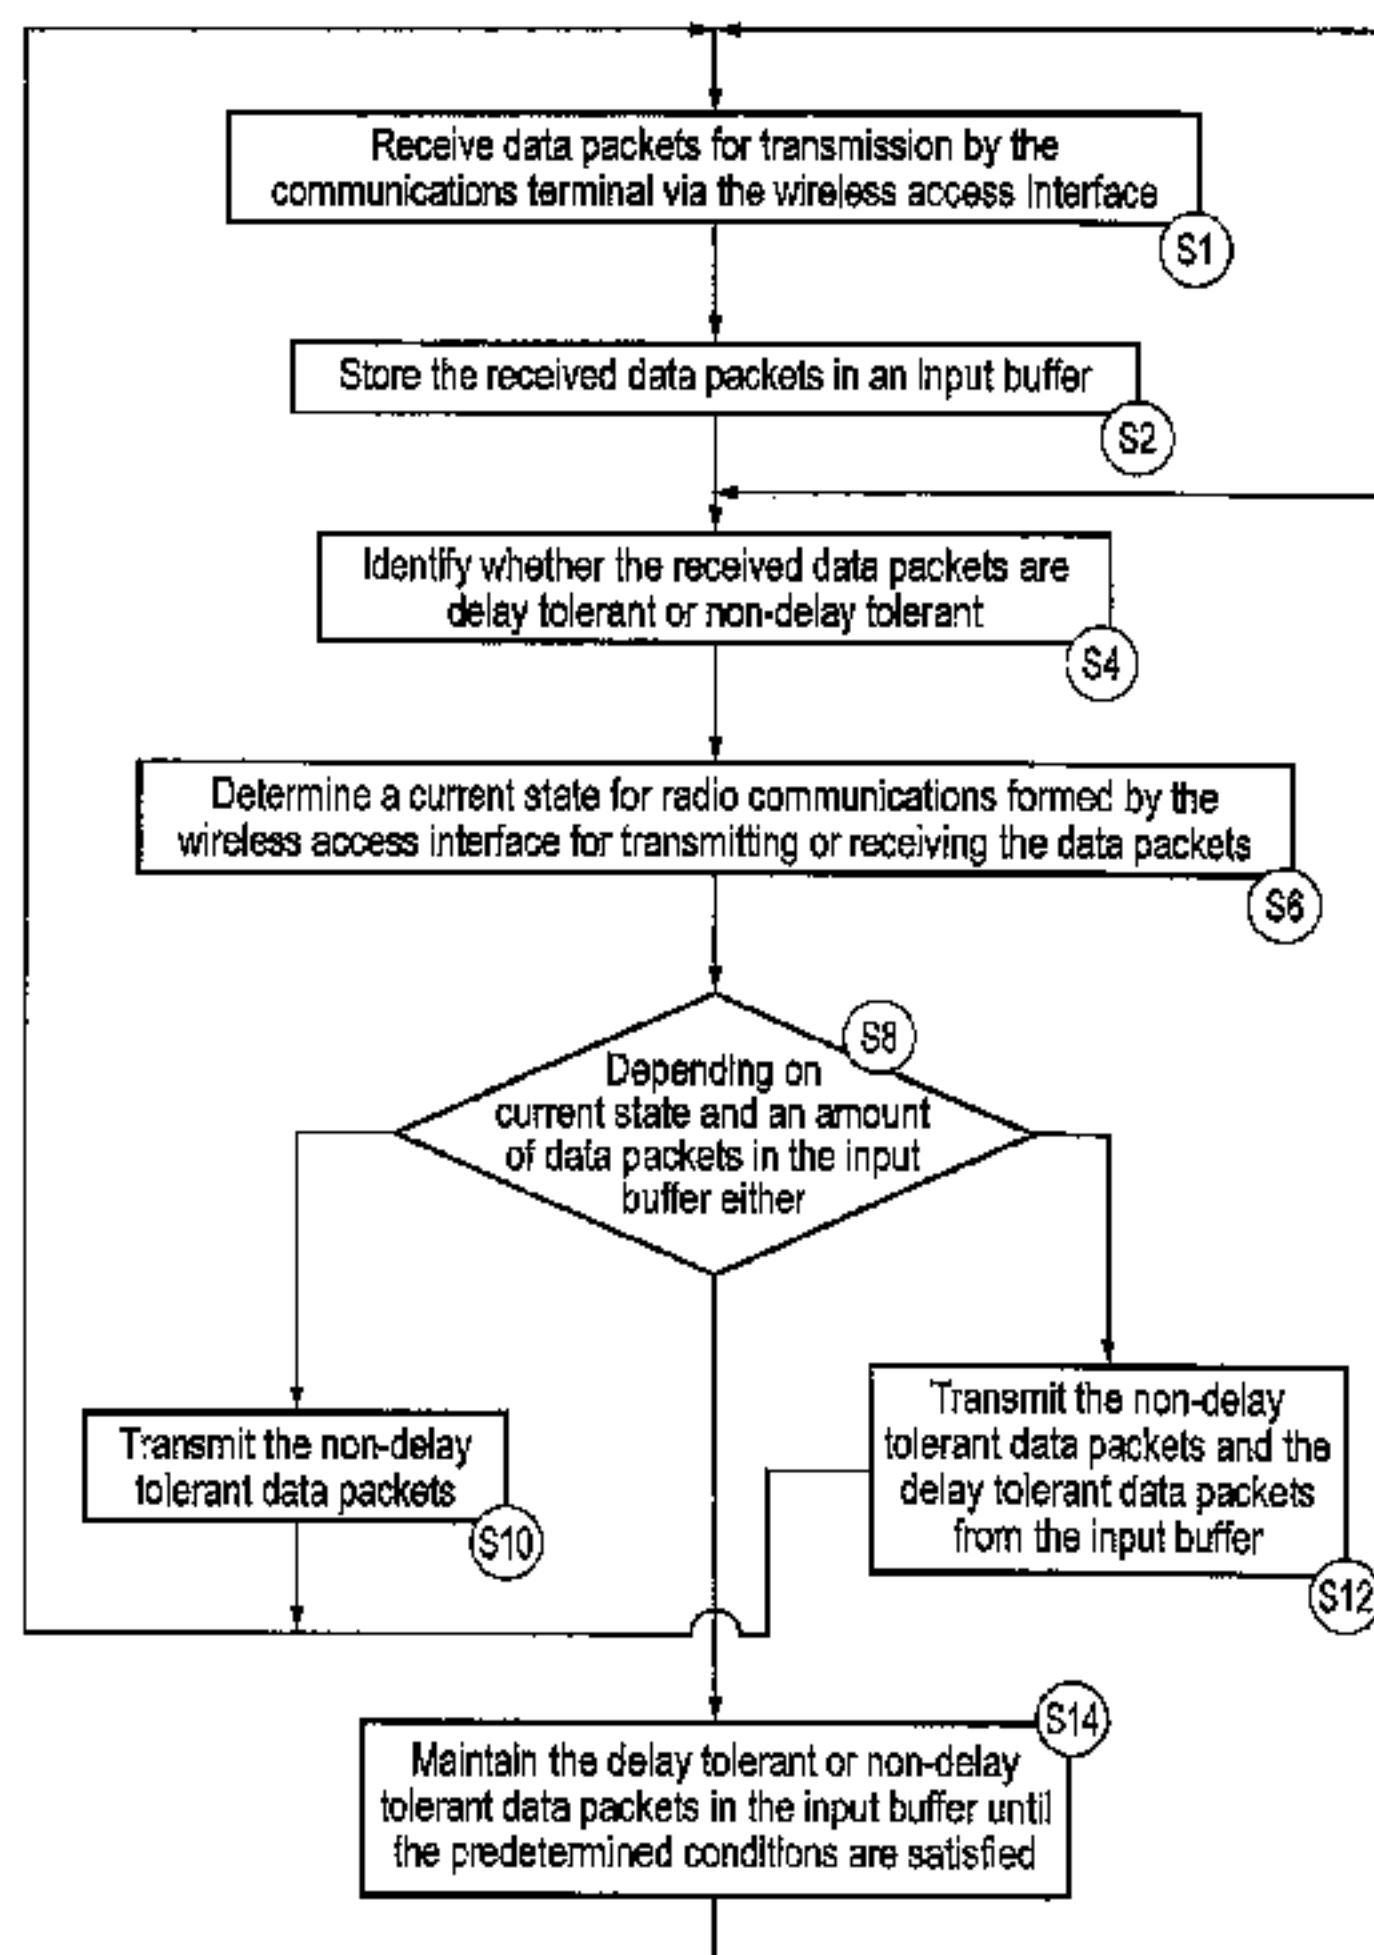 Receive data packets for transmission by the
communications terminal via the wireless access Interface
S1
Store the received data packets in an Input buffer
S2
Identify whether the received data packets are
delay tolerant or non-delay tolerant
S4
Determine a current state for radio communications formed by the
wireless access interface for transmitting or receiving the data packets
S6
S8
Depending on
current state and an amount
of data packets in the input
buffer either
Transmit the non-delay
tolerant data packets
S10
Transmit the non-delay
tolerant data packets and the
delay tolerant data packets
from the input buffer
S12
S14
Maintain the delay tolerant or non-delay
tolerant data packets in the input buffer until
the predetermined conditions are satisfied